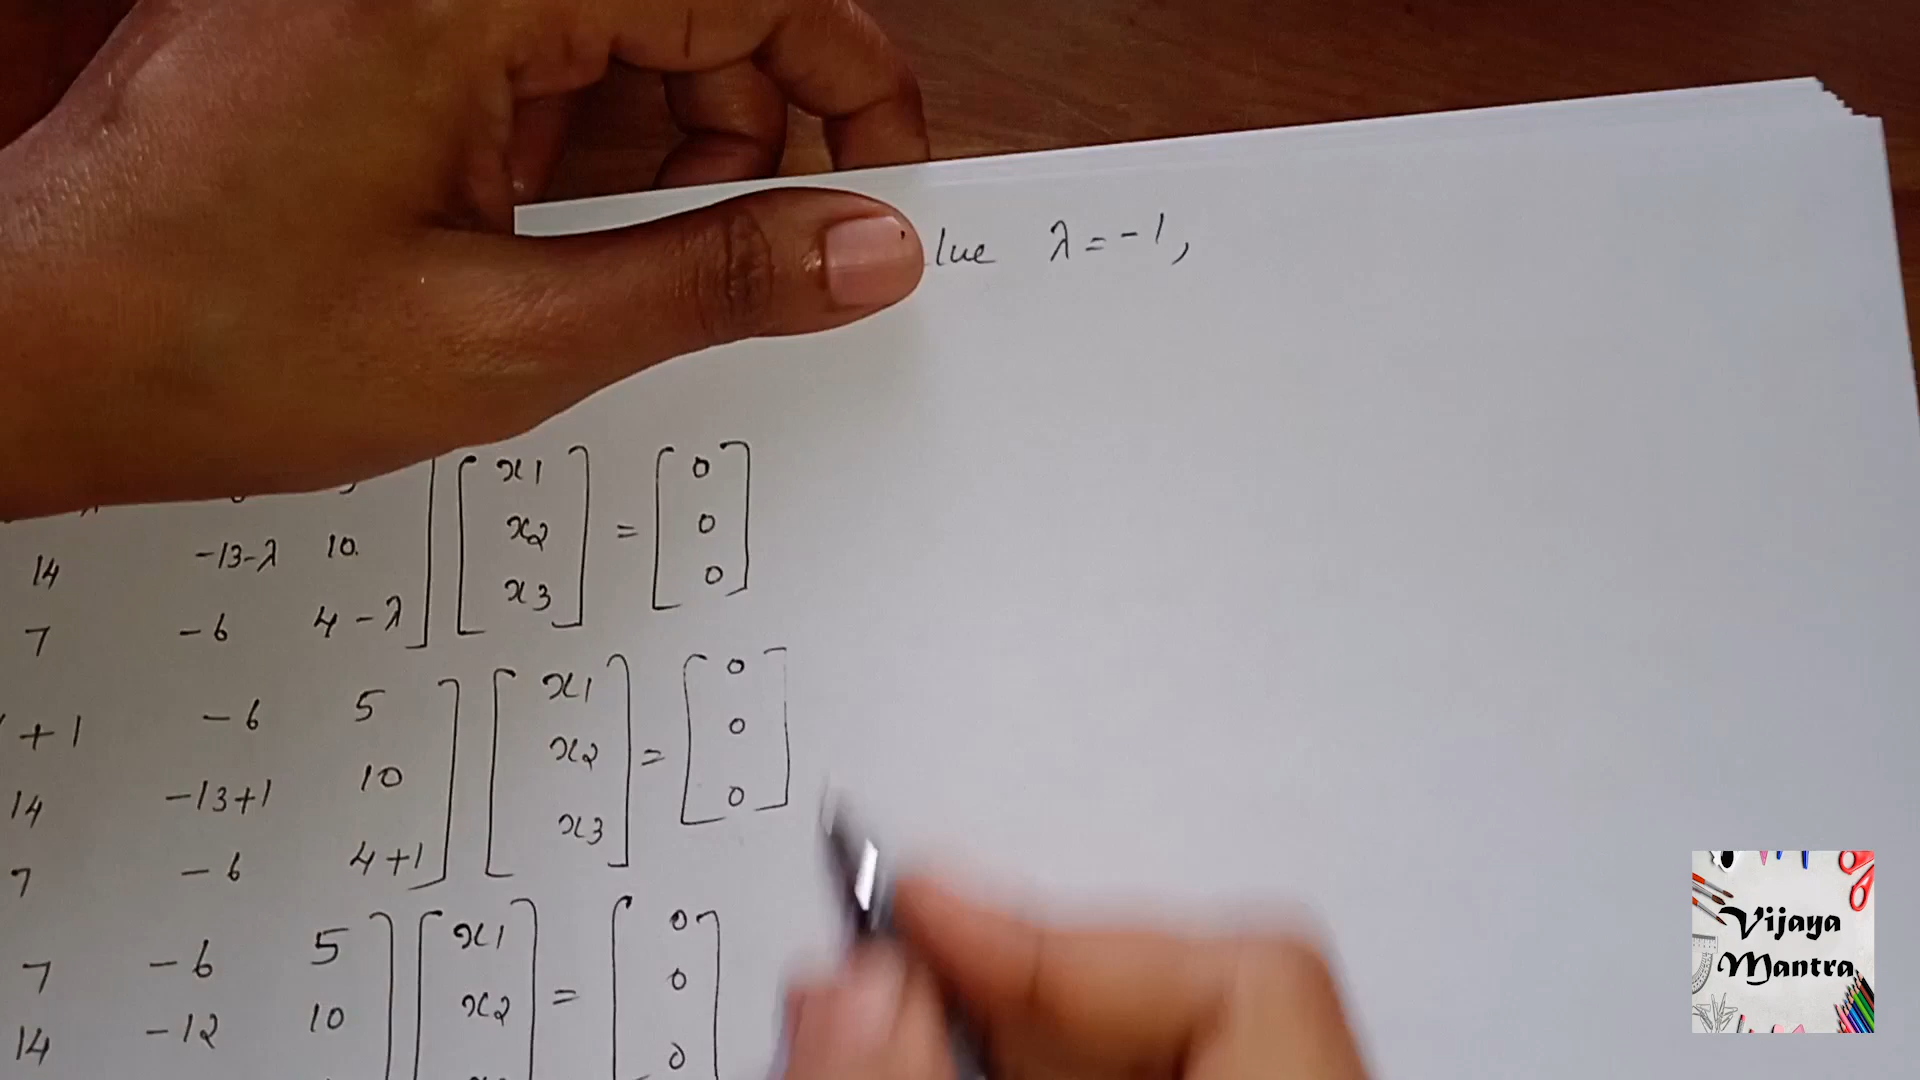 lue λ = -1,
x1 0
14 -13-λ 10 x2 = 0
7 -6 4-λ x3 0
+1 -6 5 x1 0
14 -13+1 10 x2 = 0
7 -6 4+1 x3 0
7 -6 5 x1 0
14 -12 10 x2 = 0
0
Vijaya
Mantra